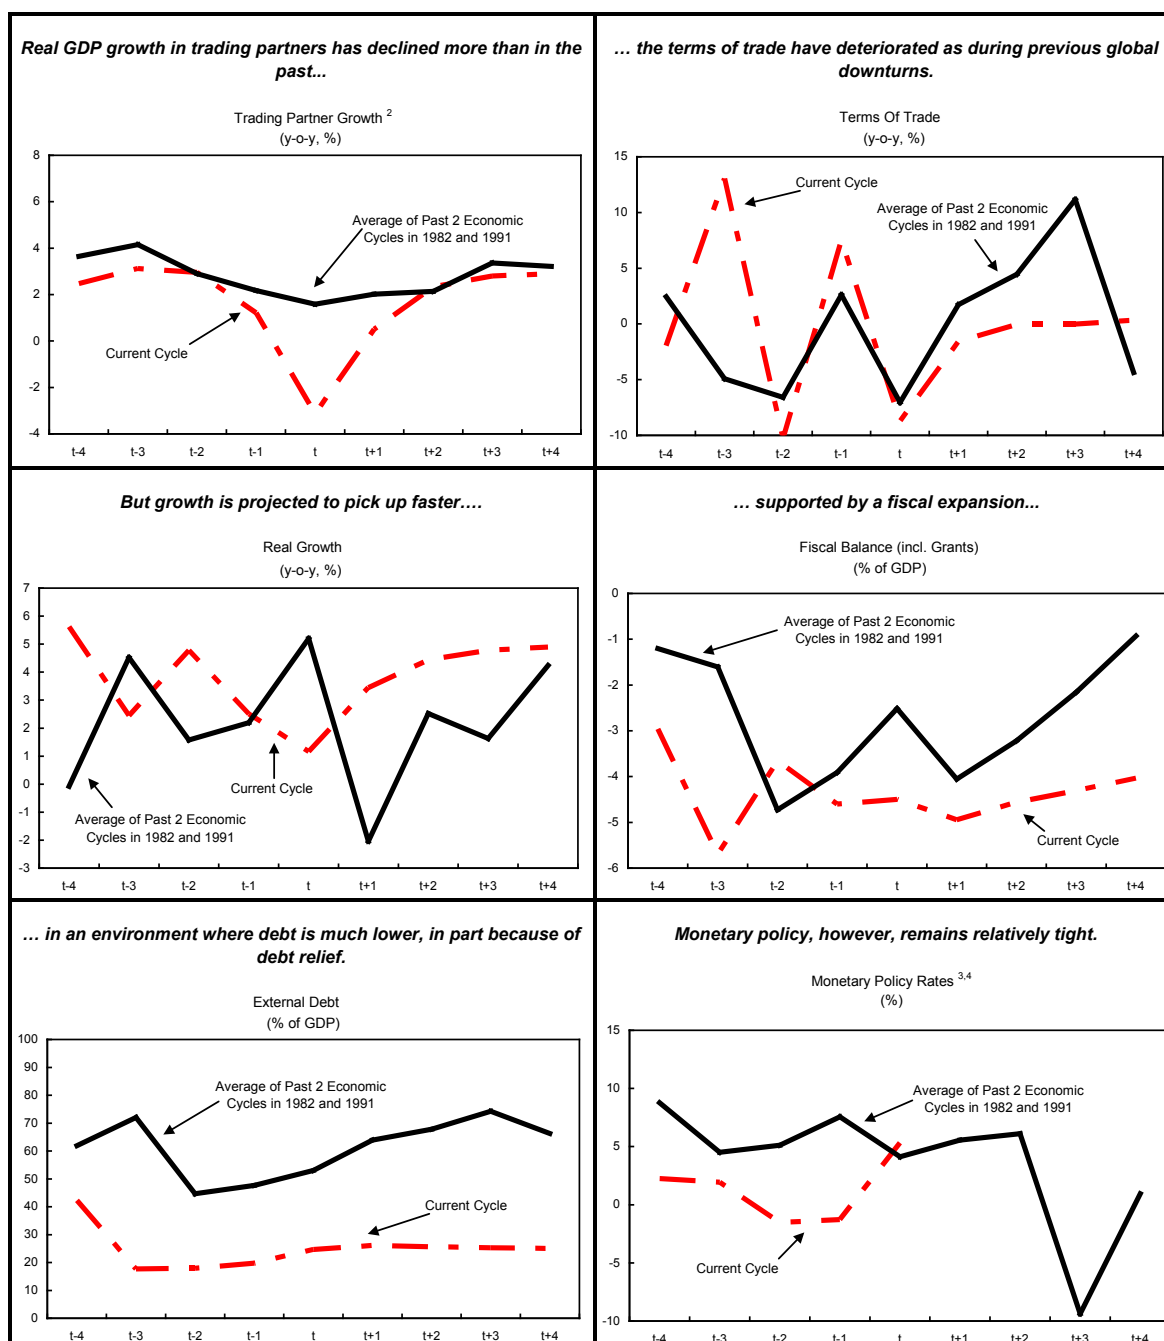 Real GDP growth in trading partners has declined more than in the
past...
Trading Partner Growth 2
(y-o-y, %)
8
6
4
2
0
-2
-4
Average of Past 2 Economic
Cycles in 1982 and 1991
Current Cycle
t-4 t-3 t-2 t-1 t t+1 t+2 t+3 t+4
… the terms of trade have deteriorated as during previous global
downturns.
Terms Of Trade
(y-o-y, %)
15
10
5
0
-5
-10
Current Cycle
Average of Past 2 Economic
Cycles in 1982 and 1991
t-4 t-3 t-2 t-1 t t+1 t+2 t+3 t+4
But growth is projected to pick up faster….
Real Growth
(y-o-y, %)
7
6
5
4
3
2
1
0
-1
-2
-3
Current Cycle
Average of Past 2 Economic
Cycles in 1982 and 1991
t-4 t-3 t-2 t-1 t t+1 t+2 t+3 t+4
… supported by a fiscal expansion...
Fiscal Balance (incl. Grants)
(% of GDP)
0
-1
-2
-3
-4
-5
-6
Average of Past 2 Economic
Cycles in 1982 and 1991
Current Cycle
t-4 t-3 t-2 t-1 t t+1 t+2 t+3 t+4
… in an environment where debt is much lower, in part because of
debt relief.
External Debt
(% of GDP)
100
90
80
70
60
50
40
30
20
10
0
Average of Past 2 Economic
Cycles in 1982 and 1991
Current Cycle
t-4 t-3 t-2 t-1 t t+1 t+2 t+3 t+4
Monetary policy, however, remains relatively tight.
Monetary Policy Rates 3,4
(%)
15
10
5
0
-5
-10
Average of Past 2 Economic
Cycles in 1982 and 1991
Current Cycle
t-4 t-3 t-2 t-1 t t+1 t+2 t+3 t+4